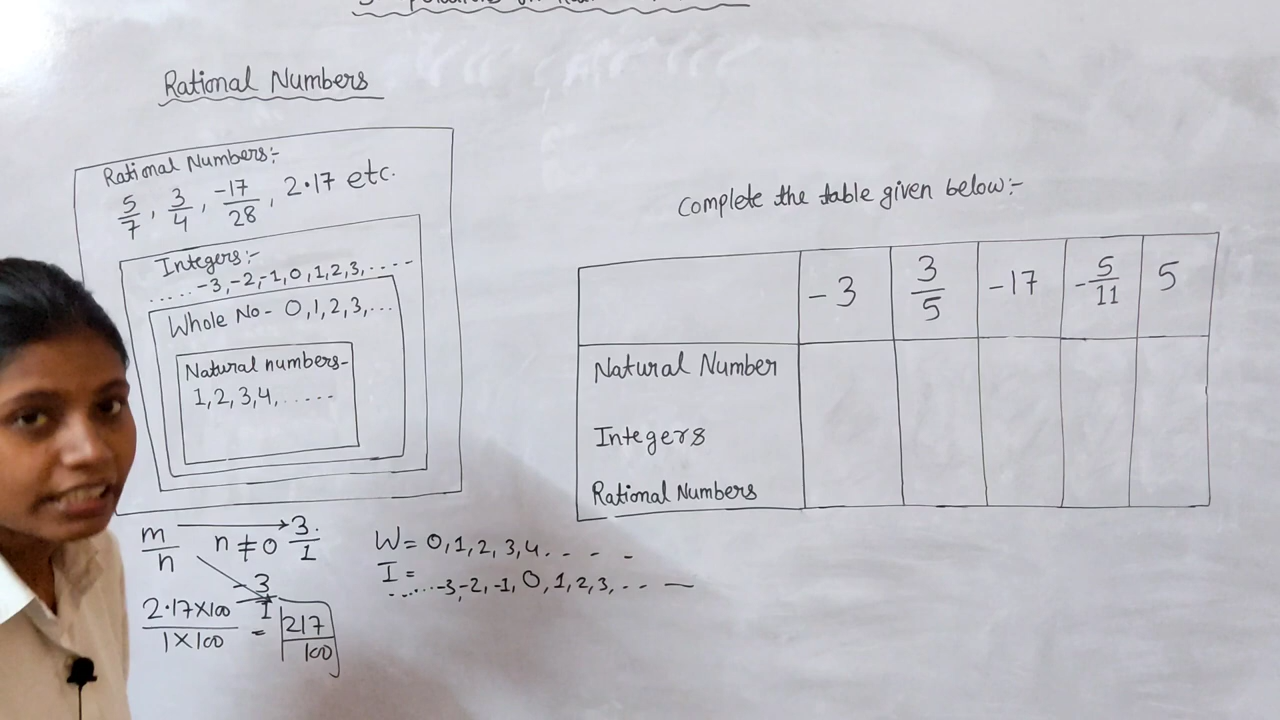 Rational Numbers
Rational Numbers:-
5/7, 3/4, -17/28, 2.17 etc.
Integers:-
.....-3,-2,-1,0,1,2,3,.....
Whole No - 0,1,2,3,...
Natural numbers-
1,2,3,4,......
m/n n≠0 3/1
-3/1
2.17×100/1×100 = 217/100
W= 0,1,2,3,4. - - -
I=
......-3,-2,-1,0,1,2,3,.. - —
Complete the table given below:-
-3 3/5 -17 -5/11 5
Natural Number
Integers
Rational Numbers